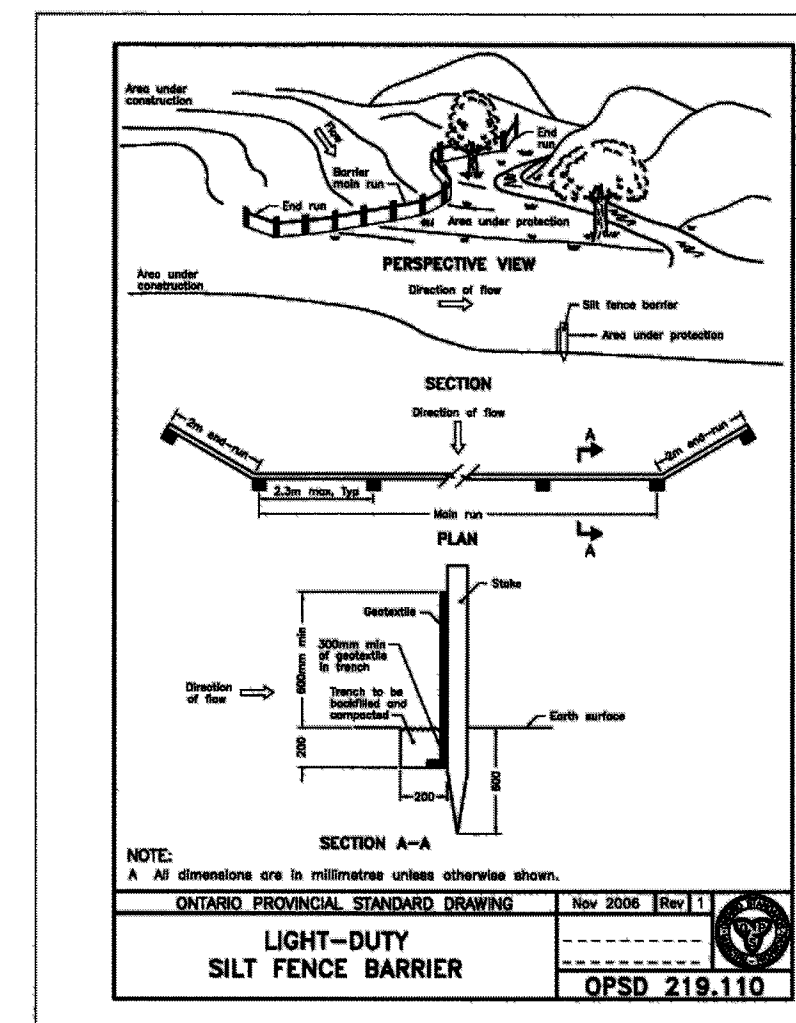 Area under
construction
Flow
End
run
Barrier
main run
End run
Area under protection
PERSPECTIVE VIEW
Area under
construction
Direction of flow
Silt fence barrier
Area under protection
SECTION
Direction of flow
2m end-run
A
2m end-run
2.3m max, Typ
Main run
A
PLAN
Stake
Geotextile
300mm min
of geotextile
in trench
Direction
of flow
600mm min
Trench to be
backfilled and
compacted
Earth surface
200
200
600
SECTION A-A
NOTE:
A All dimensions are in millimetres unless otherwise shown.
ONTARIO PROVINCIAL STANDARD DRAWING
Nov 2006 Rev 1
LIGHT-DUTY
SILT FENCE BARRIER
OPSD 219.110